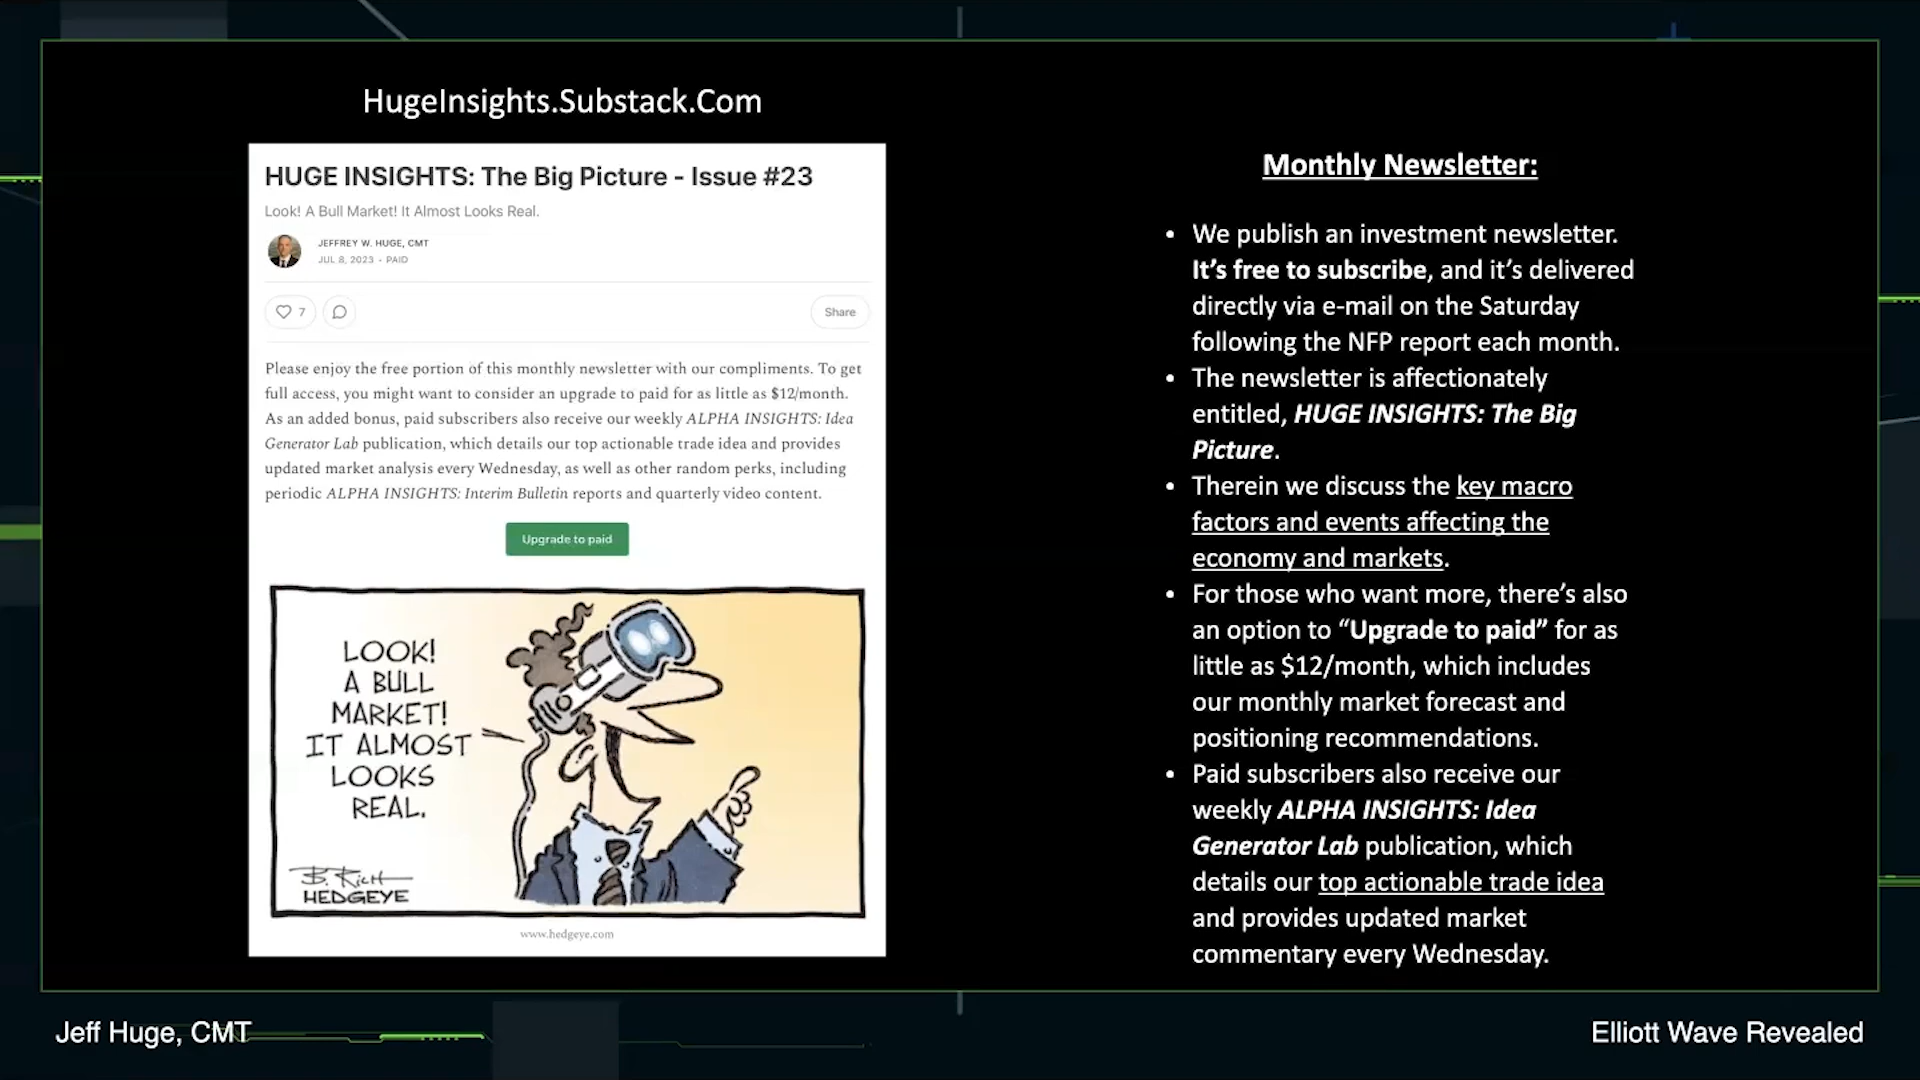 HugeInsights.Substack.Com
HUGE INSIGHTS: The Big Picture - Issue #23
Look! A Bull Market! It Almost Looks Real.
JEFFREY W. HUGE, CMT
JUL 8, 2023 • PAID
7
Share
Please enjoy the free portion of this monthly newsletter with our compliments. To get
full access, you might want to consider an upgrade to paid for as little as $12/month.
As an added bonus, paid subscribers also receive our weekly ALPHA INSIGHTS: Idea
Generator Lab publication, which details our top actionable trade idea and provides
updated market analysis every Wednesday, as well as other random perks, including
periodic ALPHA INSIGHTS: Interim Bulletin reports and quarterly video content.
Upgrade to paid
LOOK!
A BULL
MARKET!
IT ALMOST
LOOKS
REAL.
B. Rich
HEDGEYE
www.hedgeye.com
Monthly Newsletter:
• We publish an investment newsletter.
It’s free to subscribe, and it’s delivered
directly via e-mail on the Saturday
following the NFP report each month.
• The newsletter is affectionately
entitled, HUGE INSIGHTS: The Big
Picture.
• Therein we discuss the key macro
factors and events affecting the
economy and markets.
• For those who want more, there’s also
an option to “Upgrade to paid” for as
little as $12/month, which includes
our monthly market forecast and
positioning recommendations.
• Paid subscribers also receive our
weekly ALPHA INSIGHTS: Idea
Generator Lab publication, which
details our top actionable trade idea
and provides updated market
commentary every Wednesday.
Jeff Huge, CMT
Elliott Wave Revealed